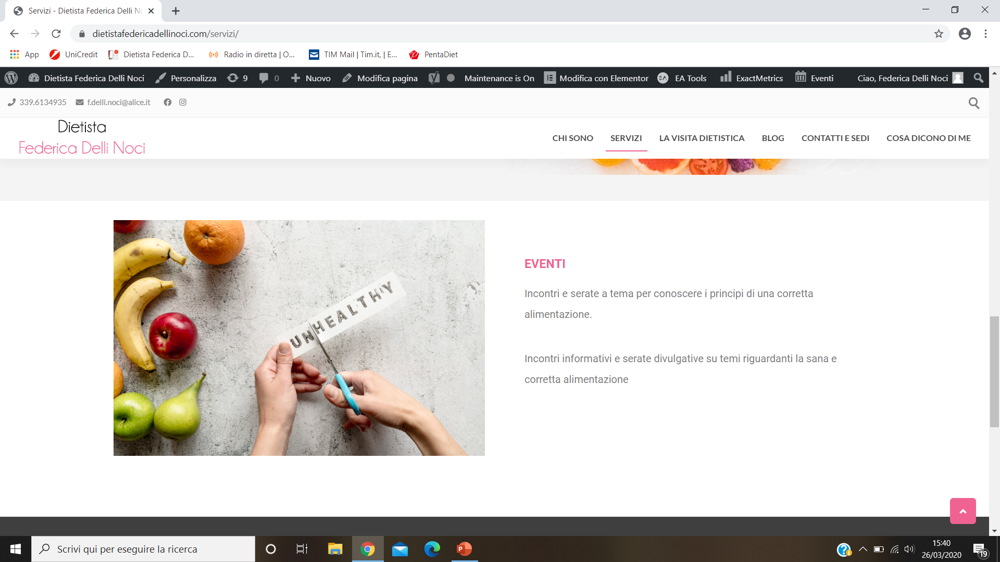 Servizi - Dietista Federica Delli N
dietistafedericadellinoci.com/servizi/
App
UniCredit
Dietista Federica D...
Radio in diretta | O...
TIM Mail | Tim.it, | E...
PentaDiet
Dietista Federica Delli Noci
Personalizza
9
0
Nuovo
Modifica pagina
Maintenance is On
Modifica con Elementor
EA Tools
ExactMetrics
Eventi
Ciao, Federica Delli Noci
339.6134935
f.delli.noci@alice.it
Dietista
Federica Delli Noci
CHI SONO
SERVIZI
LA VISITA DIETISTICA
BLOG
CONTATTI E SEDI
COSA DICONO DI ME
UNHEALTHY
EVENTI
Incontri e serate a tema per conoscere i principi di una corretta
alimentazione.
Incontri informativi e serate divulgative su temi riguardanti la sana e
corretta alimentazione
Scrivi qui per eseguire la ricerca
15:40
26/03/2020
19